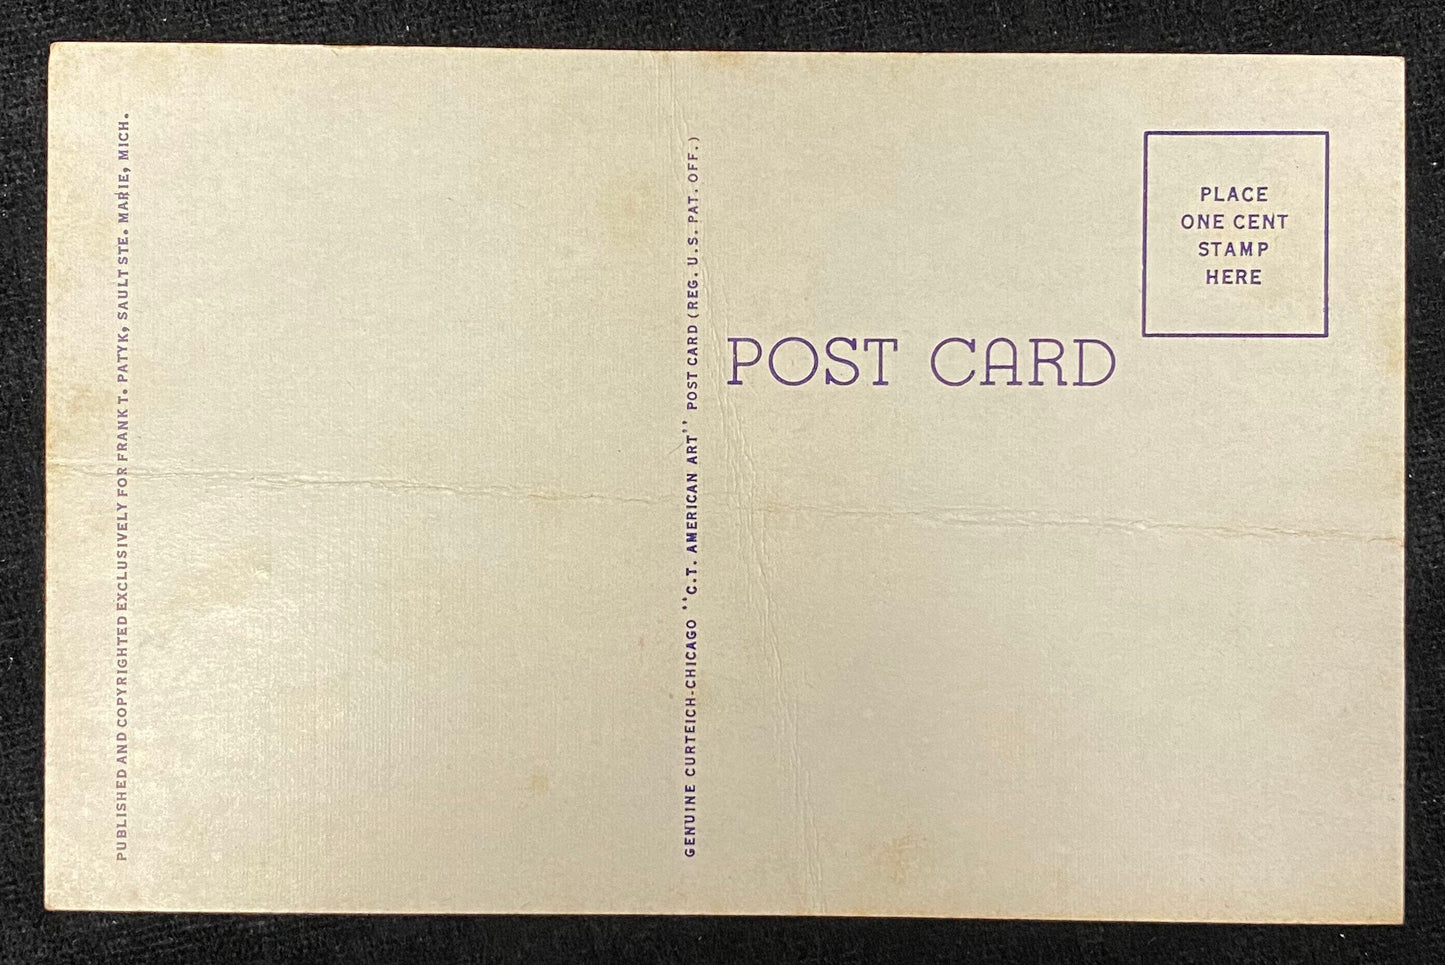 PUBLISHED AND COPYRIGHTED EXCLUSIVELY FOR FRANK T. PATYK, SAULT STE. MARIE, MICH.
GENUINE CURTEICH-CHICAGO "C.T. AMERICAN ART" POST CARD (REG. U.S. PAT. OFF.)
POST CARD
PLACE
ONE CENT
STAMP
HERE